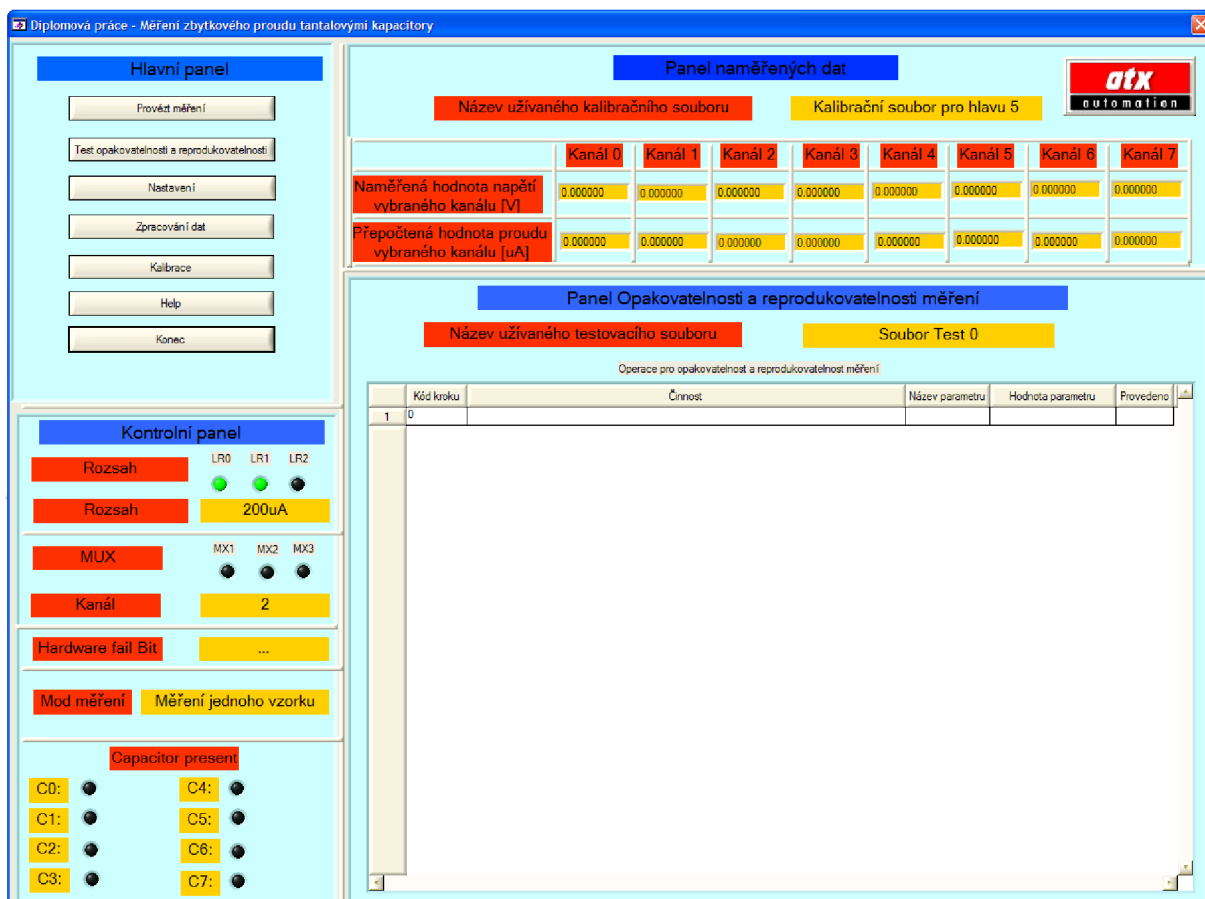 Diplomová práce - Měření zbytkového proudu tantalovými kapacitory
Hlavní panel
Provézt měření
Test opakovatelnosti a reprodukovatelnosti
Nastavení
Zpracování dat
Kalibrace
Help
Konec
Panel naměřených dat
atx
automation
Název užívaného kalibračního souboru
Kalibrační soubor pro hlavu 5
Kanál 0 Kanál 1 Kanál 2 Kanál 3 Kanál 4 Kanál 5 Kanál 6 Kanál 7
Naměřená hodnota napětí
vybraného kanálu [V]
0.000000 0.000000 0.000000 0.000000 0.000000 0.000000 0.000000 0.000000
Přepočtená hodnota proudu
vybraného kanálu [uA]
0.000000 0.000000 0.000000 0.000000 0.000000 0.000000 0.000000 0.000000
Panel Opakovatelnosti a reprodukovatelnosti měření
Název užívaného testovacího souboru
Soubor Test 0
Operace pro opakovatelnost a reprodukovatelnost měření
Kód kroku Činnost Název parametru Hodnota parametru Provedeno
1 0
Kontrolní panel
Rozsah LR0 LR1 LR2
Rozsah 200uA
MUX MX1 MX2 MX3
Kanál 2
Hardware fail Bit ...
Mod měření Měření jednoho vzorku
Capacitor present
C0: C4:
C1: C5:
C2: C6:
C3: C7: